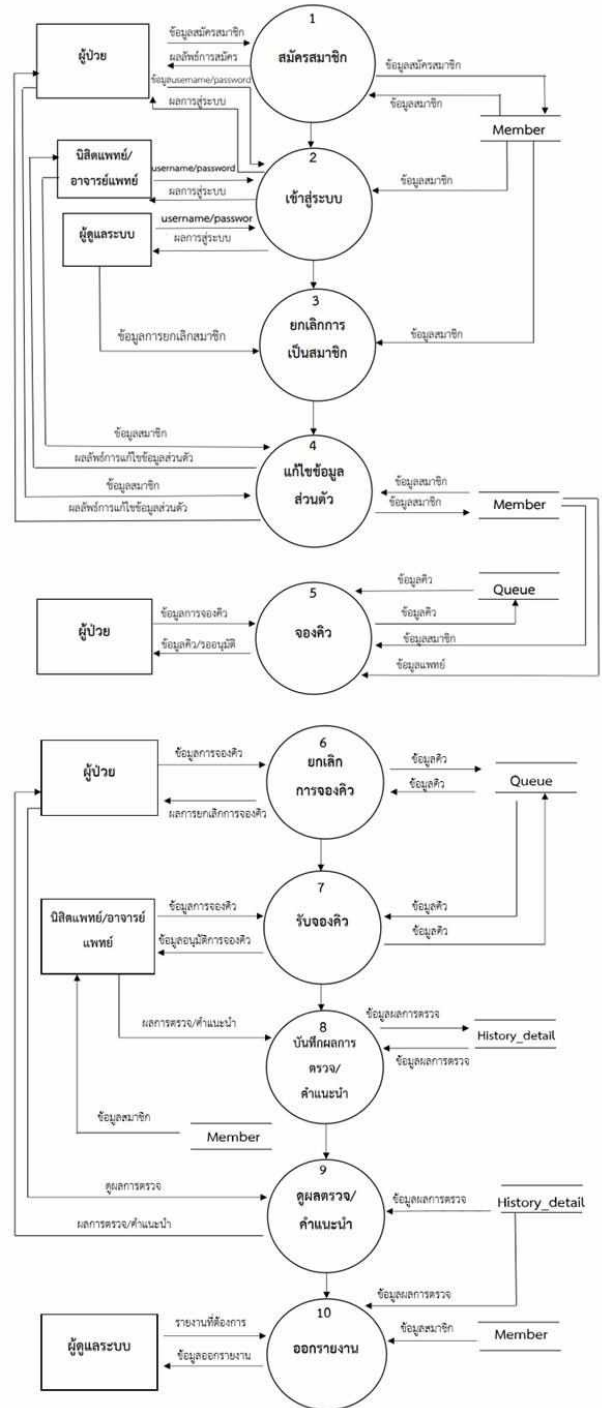 1
ข้อมูลสมัครสมาชิก
ผู้ป่วย
สมัครสมาชิก
ผลลัพธ์การสมัคร
ข้อมูลสมัครสมาชิก
ข้อมูลusername/password
ข้อมูลสมาชิก
ผลการสู่ระบบ
Member
2
นิสิตแพทย์/
อาจารย์แพทย์
username/password
ผลการสู่ระบบ
เข้าสู่ระบบ
ข้อมูลสมาชิก
ผู้ดูแลระบบ
username/passwor
ผลการสู่ระบบ
3
ยกเลิกการ
เป็นสมาชิก
ข้อมูลการยกเลิกสมาชิก
ข้อมูลสมาชิก
ข้อมูลสมาชิก
4
แก้ไขข้อมูล
ส่วนตัว
ผลลัพธ์การแก้ไขข้อมูลส่วนตัว
ข้อมูลสมาชิก
ผลลัพธ์การแก้ไขข้อมูลส่วนตัว
ข้อมูลสมาชิก
ข้อมูลสมาชิก
Member
5
จองคิว
ข้อมูลคิว
Queue
ผู้ป่วย
ข้อมูลการจองคิว
ข้อมูลคิว
ข้อมูลคิว/รออนุมัติ
ข้อมูลสมาชิก
ข้อมูลแพทย์
6
ยกเลิก
การจองคิว
ผู้ป่วย
ข้อมูลการจองคิว
ข้อมูลคิว
ข้อมูลคิว
Queue
ผลการยกเลิกการจองคิว
7
รับจองคิว
นิสิตแพทย์/อาจารย์
แพทย์
ข้อมูลการจองคิว
ข้อมูลคิว
ข้อมูลอนุมัติการจองคิว
ข้อมูลคิว
8
บันทึกผลการ
ตรวจ/
คำแนะนำ
ผลการตรวจ/คำแนะนำ
ข้อมูลผลการตรวจ
History_detail
ข้อมูลผลการตรวจ
ข้อมูลสมาชิก
Member
9
ดูผลตรวจ/
คำแนะนำ
ดูผลการตรวจ
ผลการตรวจ/คำแนะนำ
ข้อมูลผลการตรวจ
History_detail
ข้อมูลผลการตรวจ
10
ออกรายงาน
ผู้ดูแลระบบ
รายงานที่ต้องการ
ข้อมูลออกรายงาน
ข้อมูลสมาชิก
Member